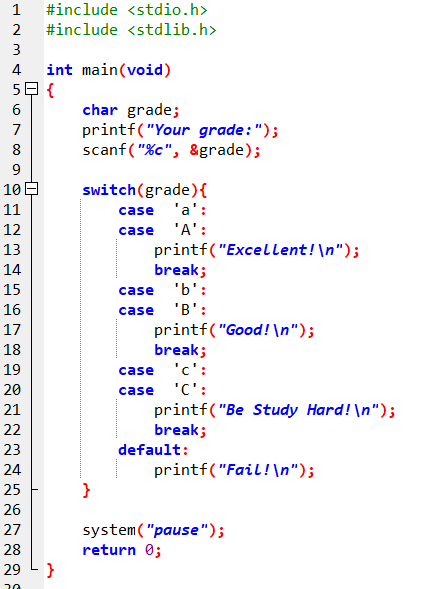 1 #include <stdio.h>
2 #include <stdlib.h>
3
4 int main(void)
5 {
6     char grade;
7     printf("Your grade:");
8     scanf("%c", &grade);
9
10     switch(grade){
11         case  'a':
12         case  'A':
13             printf("Excellent!\n");
14             break;
15         case  'b':
16         case  'B':
17             printf("Good!\n");
18             break;
19         case  'c':
20         case  'C':
21             printf("Be Study Hard!\n");
22             break;
23         default:
24             printf("Fail!\n");
25     }
26
27     system("pause");
28     return 0;
29 }